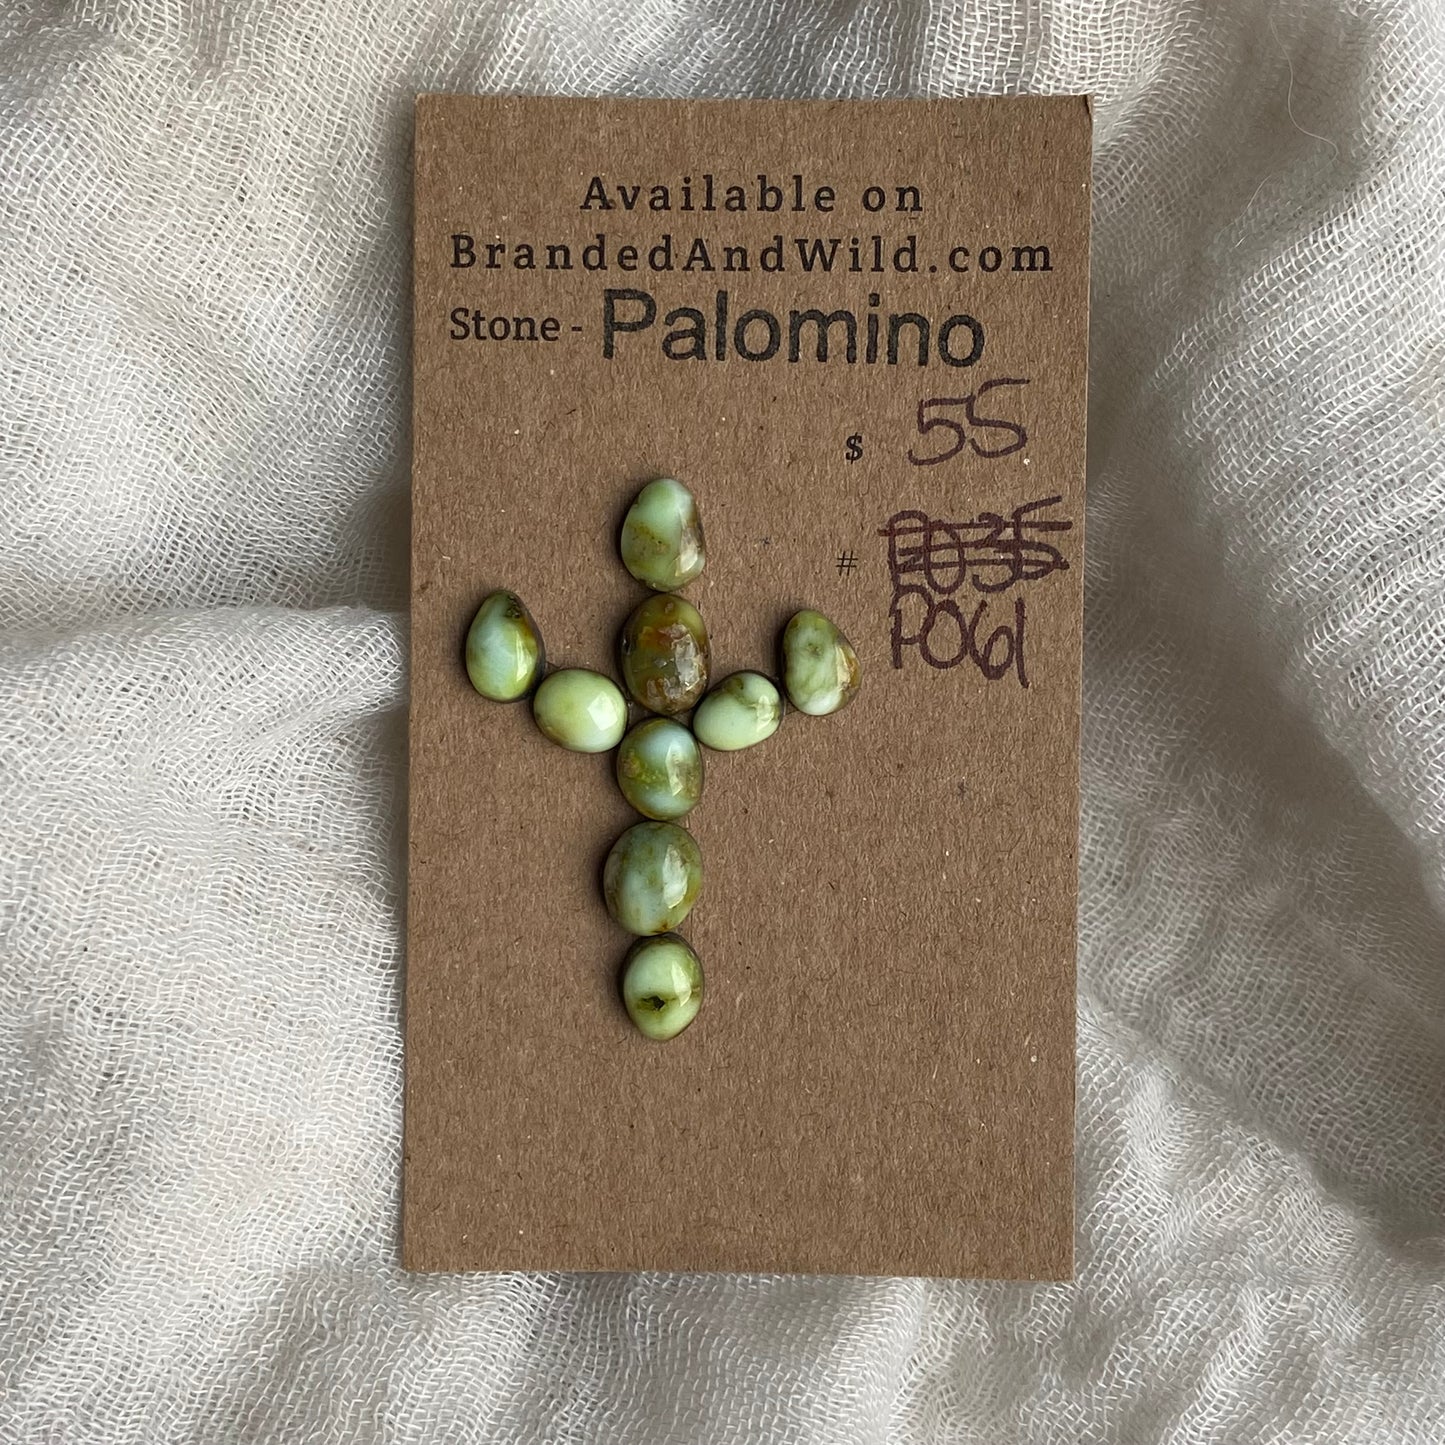 Available on
BrandedAndWild.com
Stone - Palomino
$ 55
#
P061